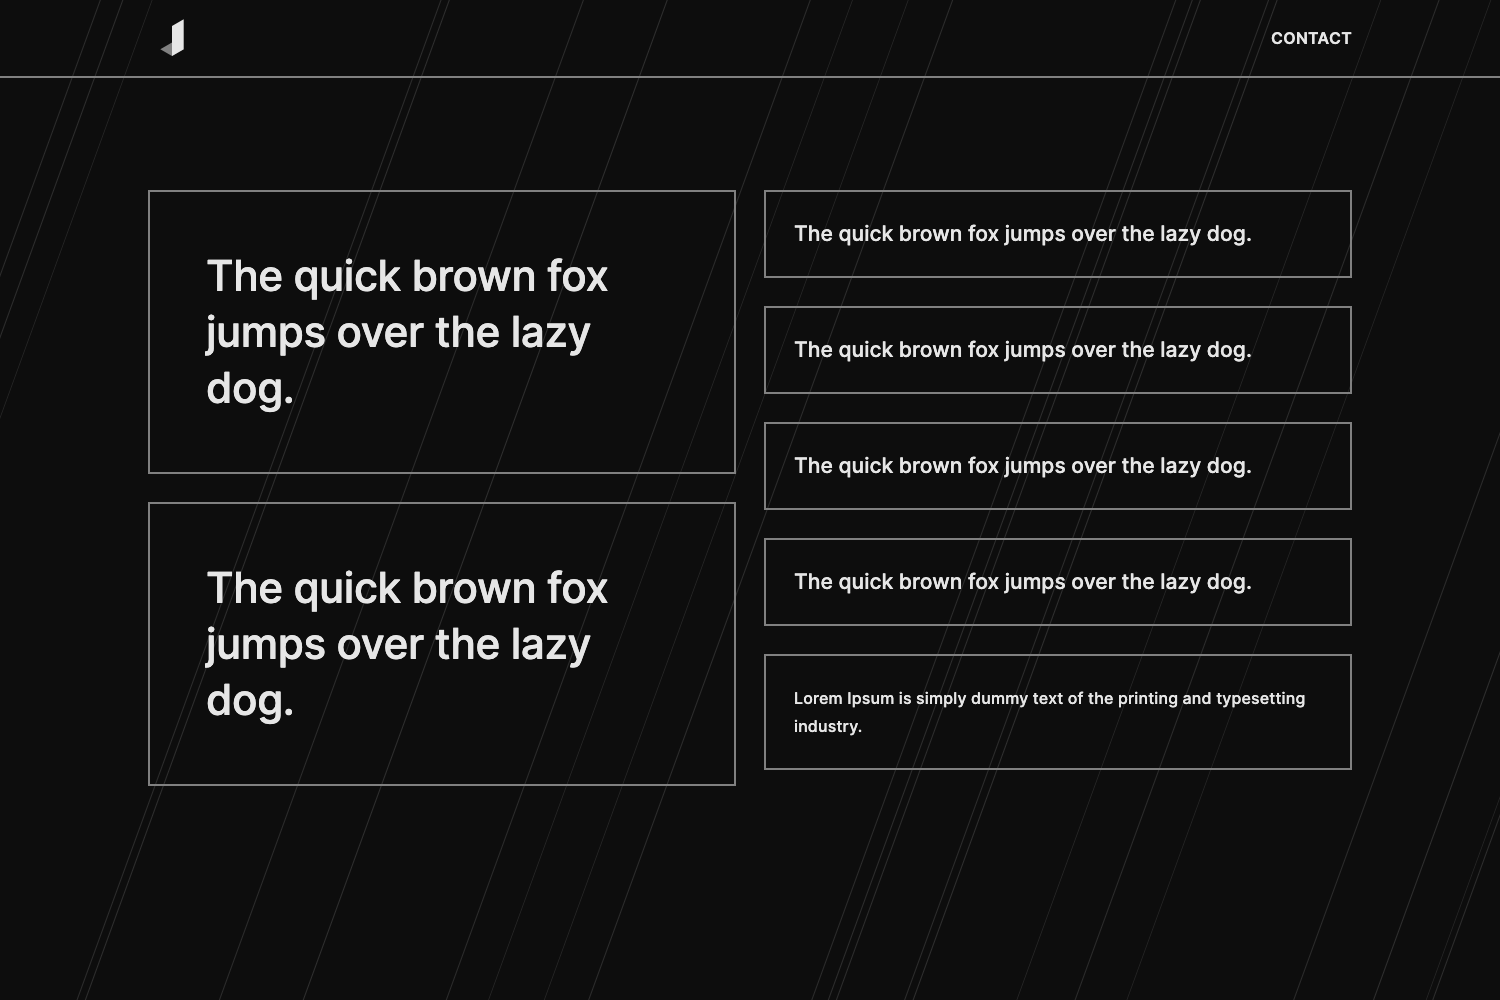 CONTACT
The quick brown fox
jumps over the lazy
dog.
The quick brown fox
jumps over the lazy
dog.
The quick brown fox jumps over the lazy dog.
The quick brown fox jumps over the lazy dog.
The quick brown fox jumps over the lazy dog.
The quick brown fox jumps over the lazy dog.
Lorem Ipsum is simply dummy text of the printing and typesetting
industry.